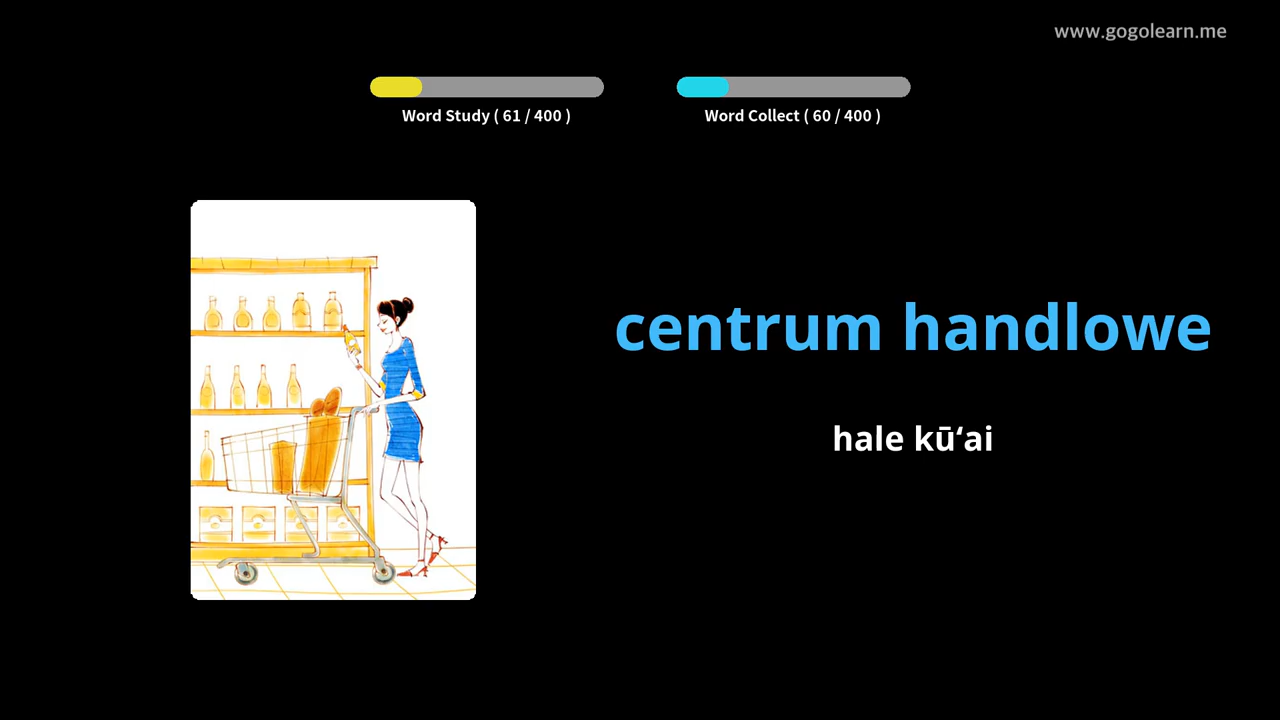 www.gogolearn.me
Word Study ( 61 / 400 )
Word Collect ( 60 / 400 )
centrum handlowe
hale kūʻai